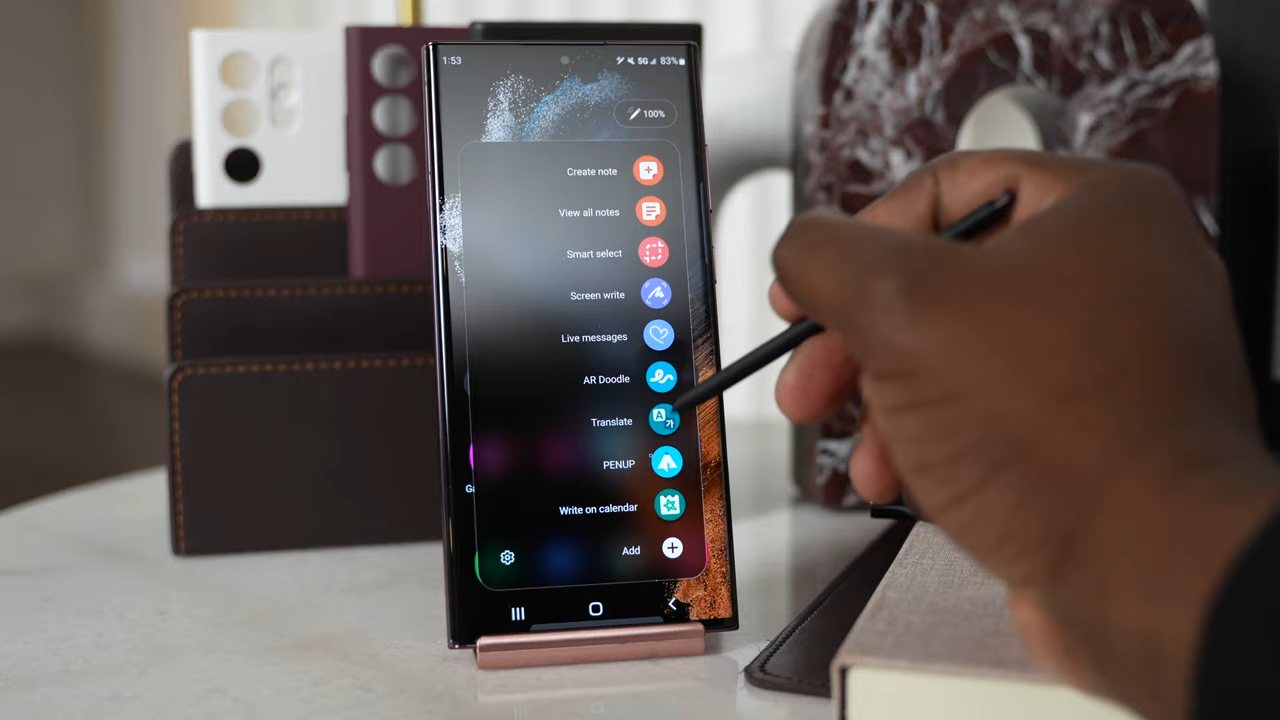 1:53
5G 83%
100%
Create note
View all notes
Smart select
Screen write
Live messages
AR Doodle
Translate
PENUP
Write on calendar
Add